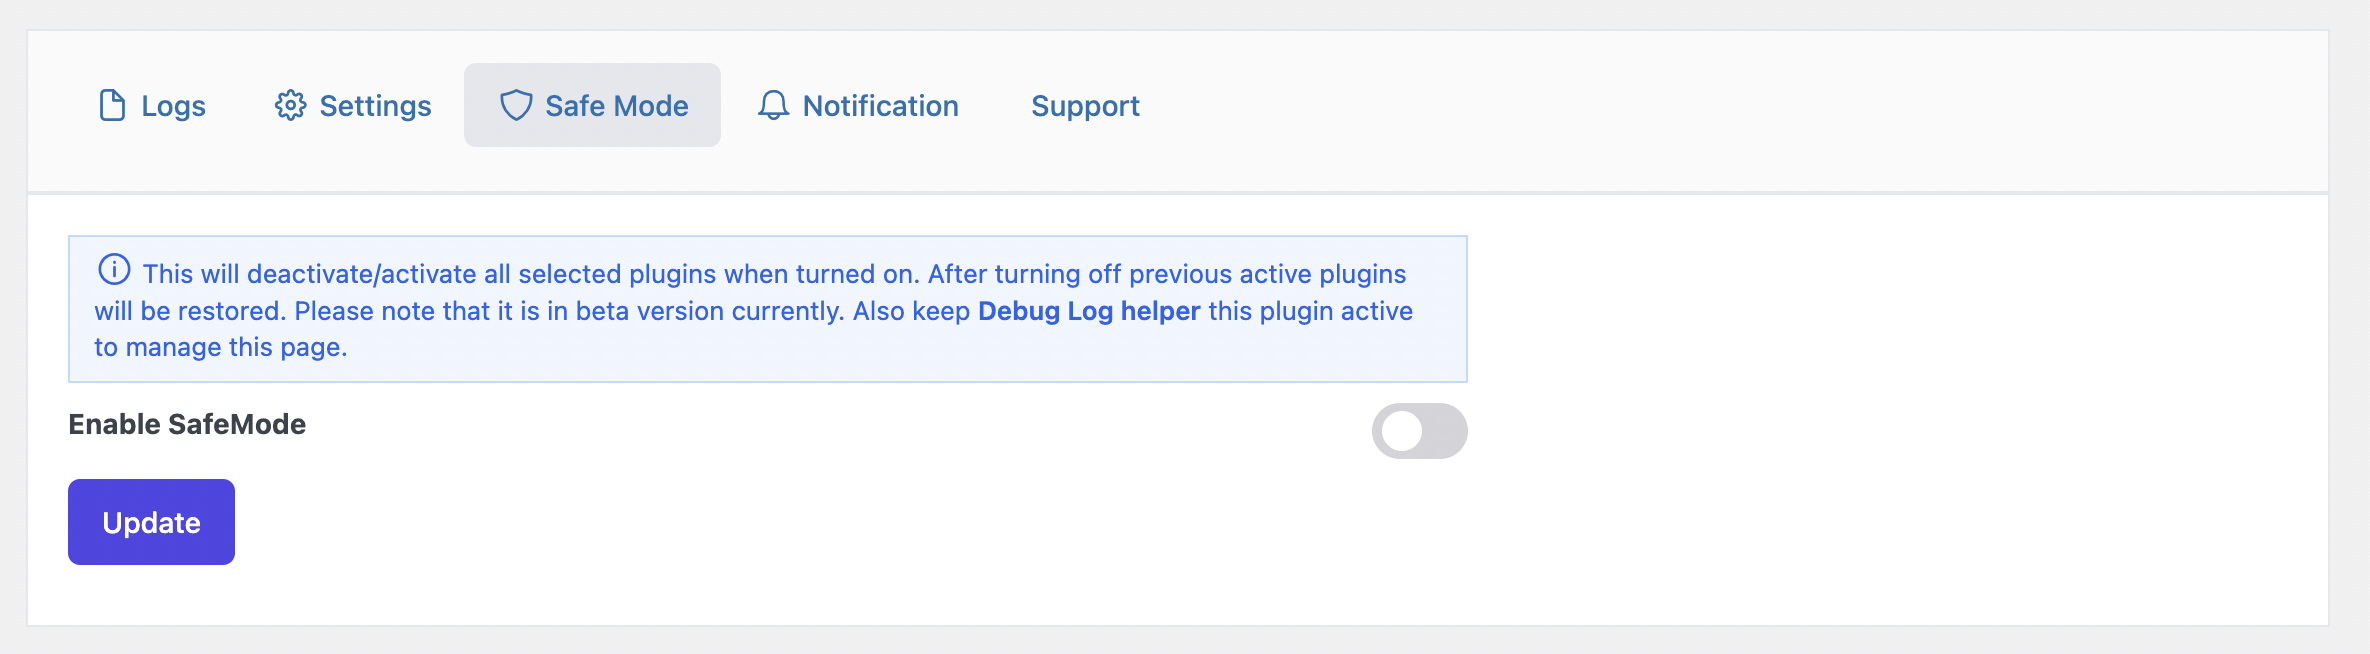 Logs Settings Safe Mode Notification Support
This will deactivate/activate all selected plugins when turned on. After turning off previous active plugins
will be restored. Please note that it is in beta version currently. Also keep Debug Log helper this plugin active
to manage this page.
Enable SafeMode
Update